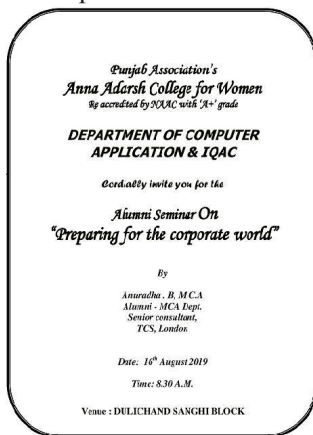 Punjab Association's
Anna Adarsh College for Women
Re accredited by NAAC with 'A+' grade
DEPARTMENT OF COMPUTER
APPLICATION & IQAC
Cordially invite you for the
Alumni Seminar On
"Preparing for the corporate world"
By
Anuradha . B, M.C.A
Alumni - MCA Dept.
Senior consultant,
TCS, London
Date: 16th August 2019
Time: 8.30 A.M.
Venue : DULICHAND SANGHI BLOCK